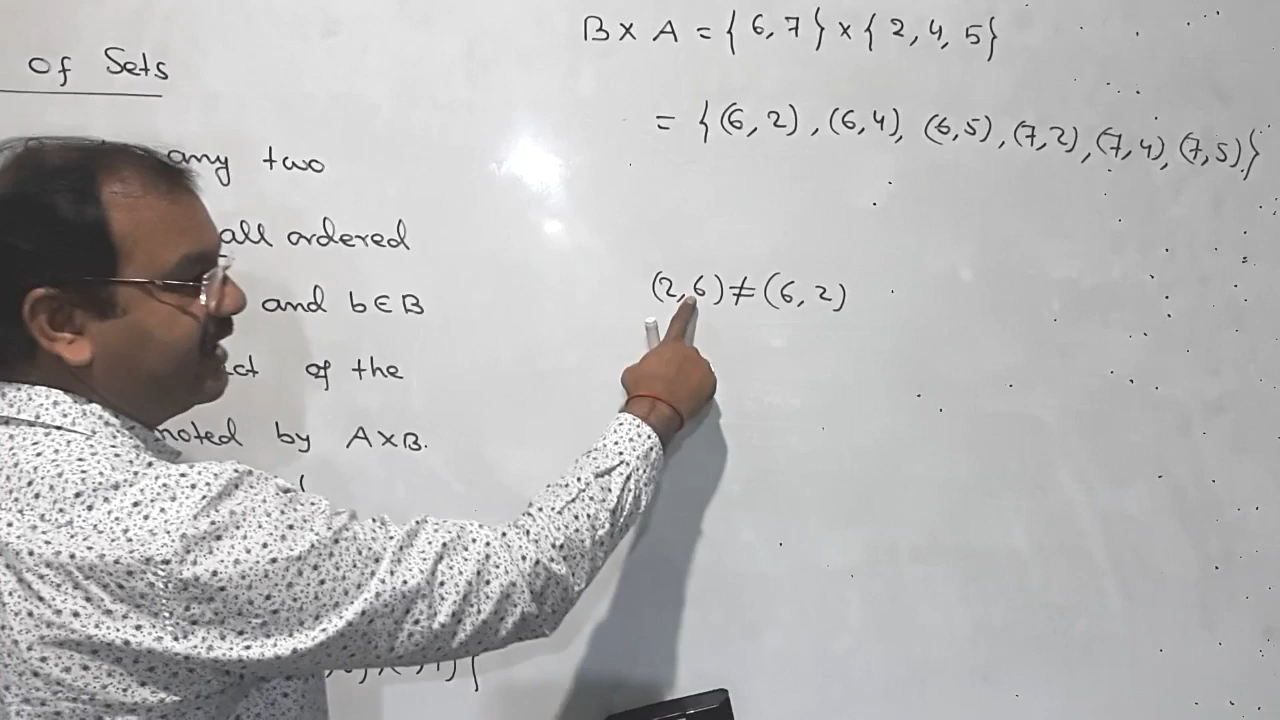 of Sets
any two
all ordered
and b∈B
of the
by A×B.
B × A = { 6, 7 } × { 2, 4, 5}
= { (6, 2) , (6, 4), (6, 5) , (7, 2) , (7, 4) , (7, 5) }
(2, 6) ≠ (6, 2)